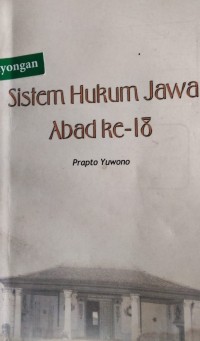 yongan
Sistem Hukum Jawa
Abad ke-18
Prapto Yuwono